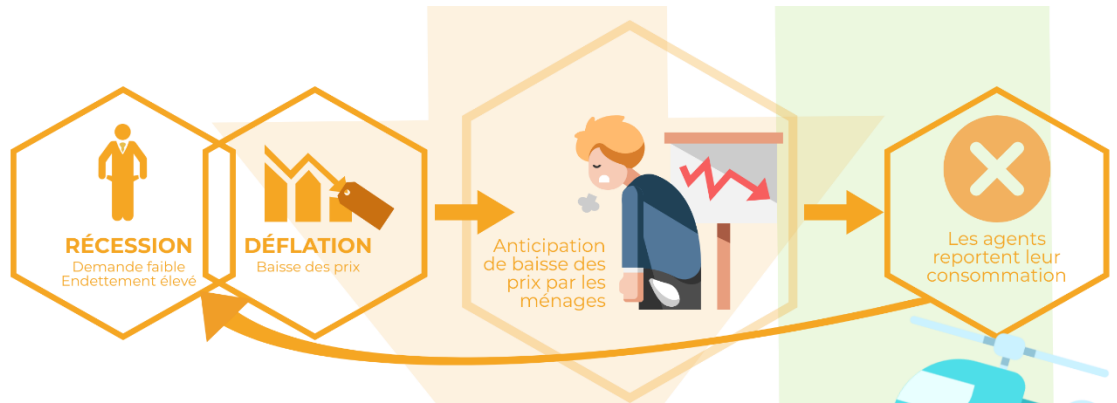 RÉCESSION
Demande faible
Endettement élevé
DÉFLATION
Baisse des prix
Anticipation
de baisse des
prix par les
ménages
Les agents
reportent leur
consommation